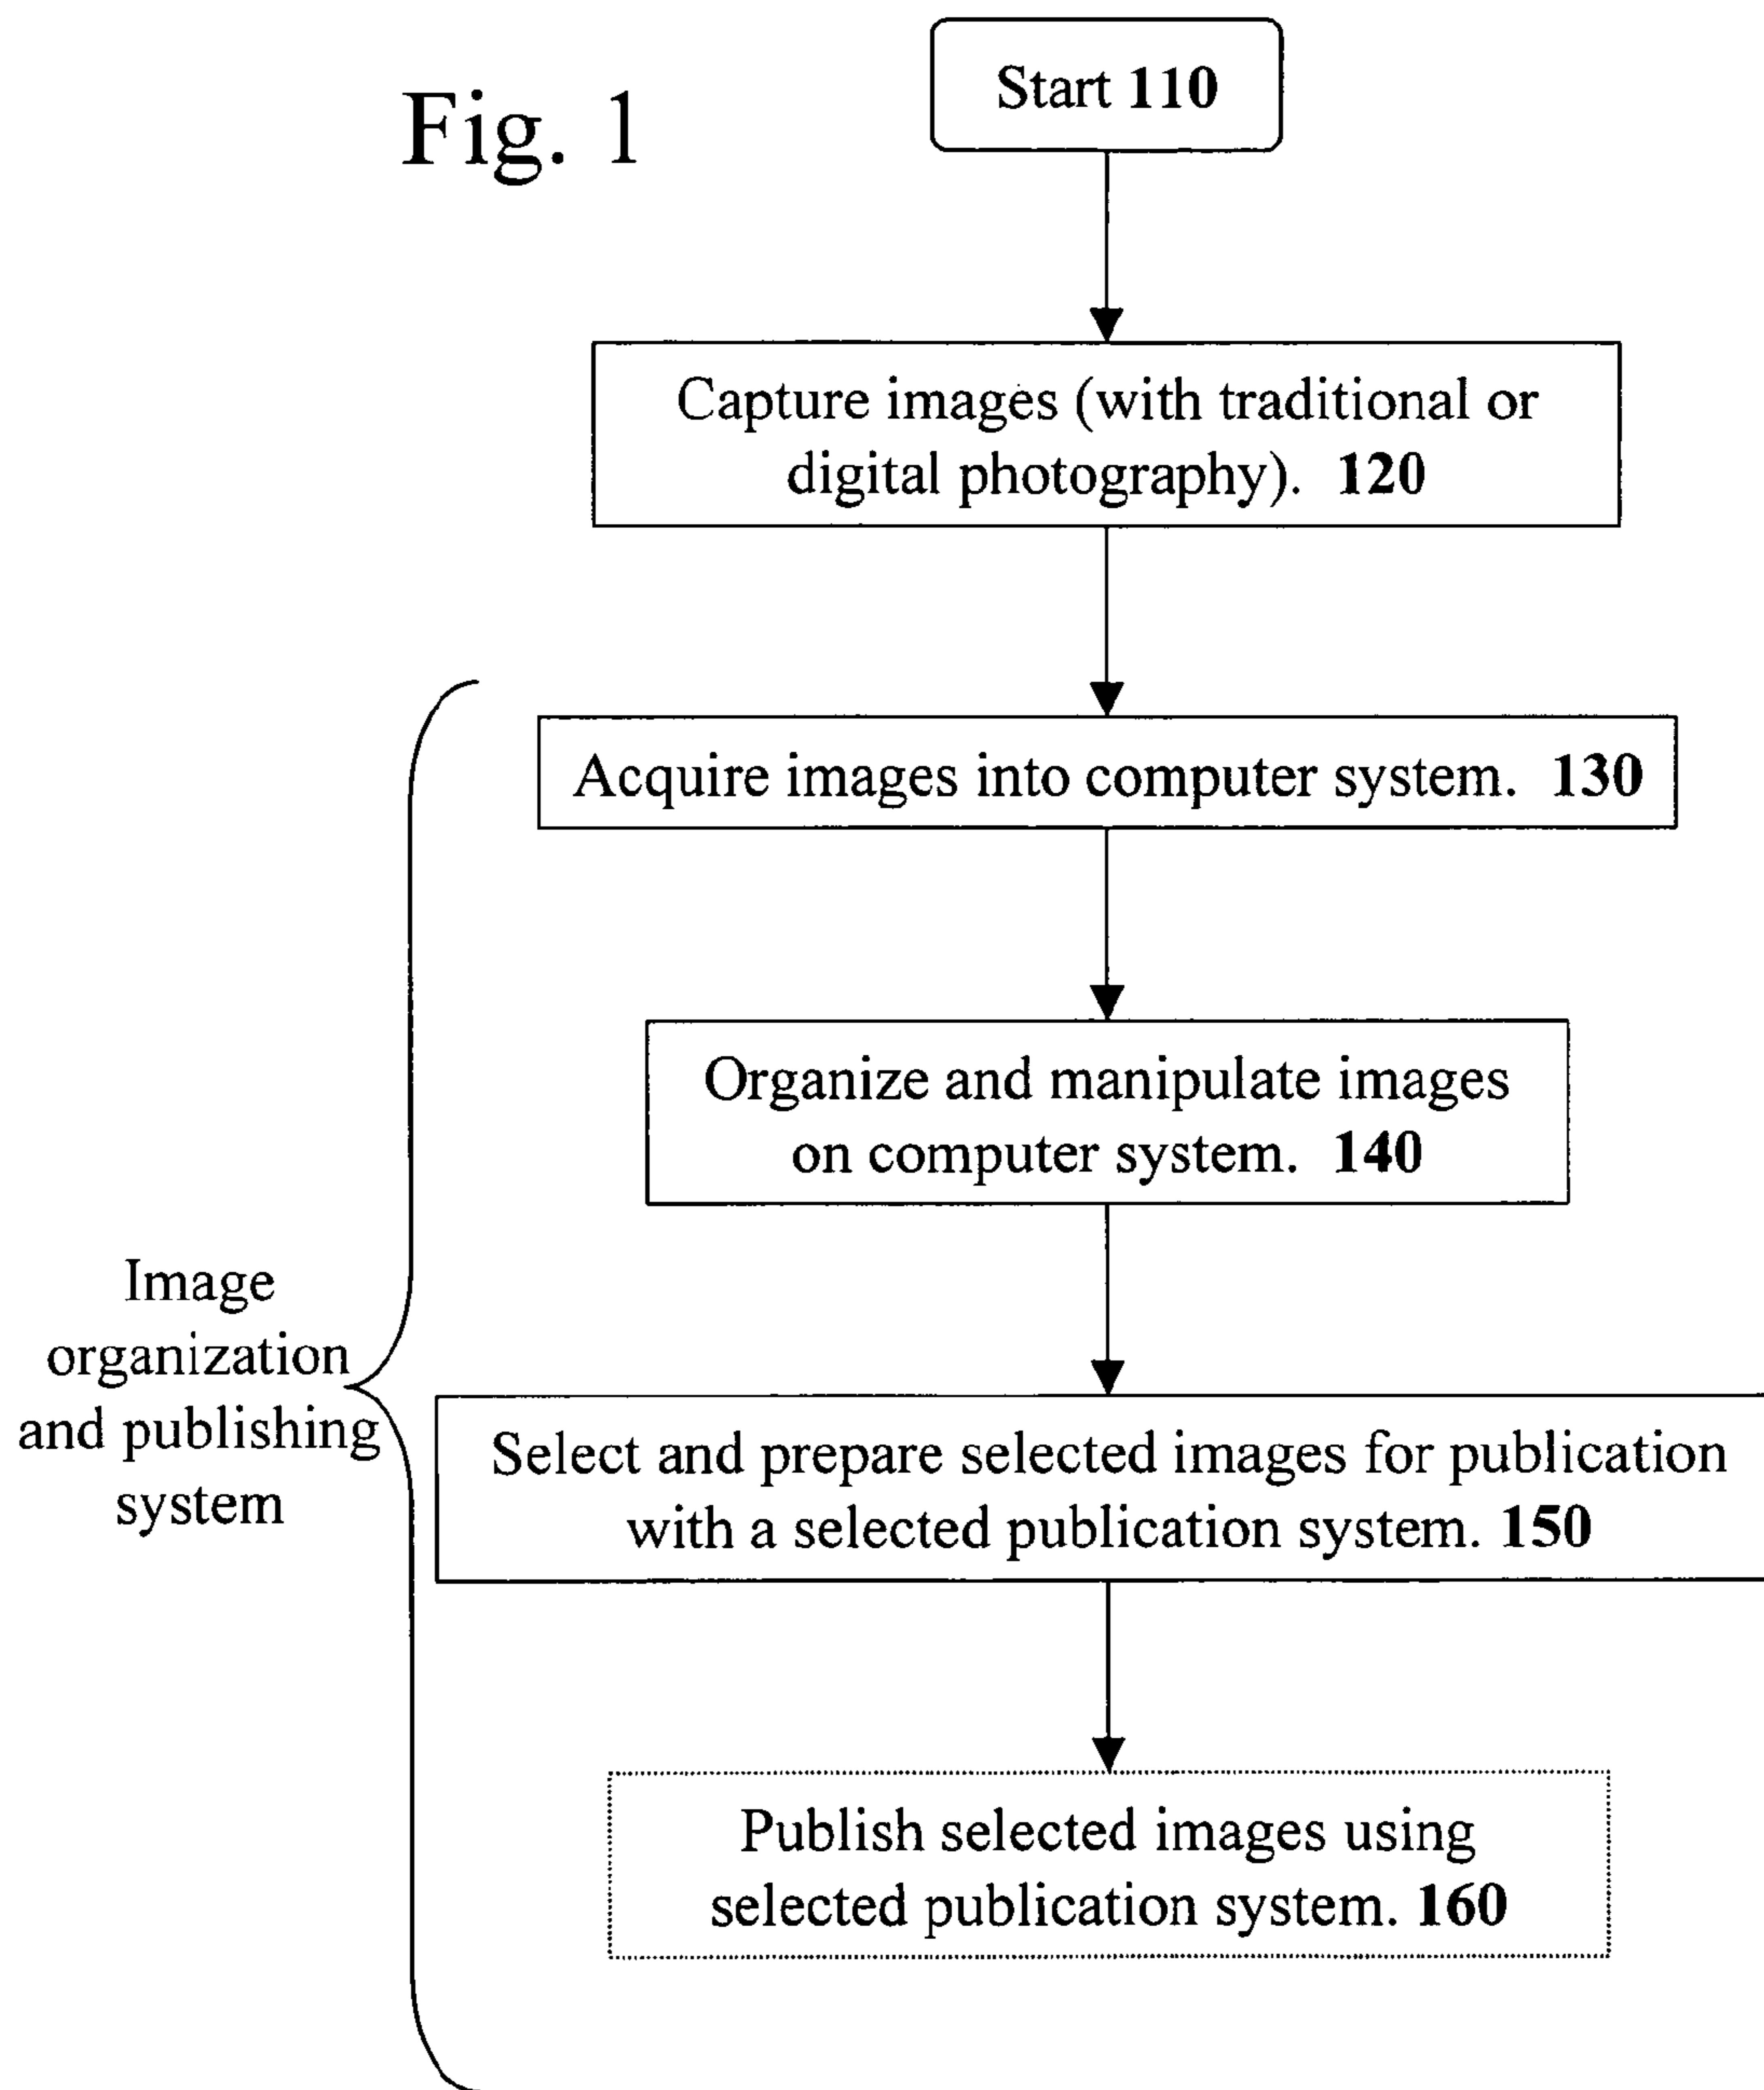 Fig. 1
Start 110
Capture images (with traditional or
digital photography). 120
Acquire images into computer system. 130
Organize and manipulate images
on computer system. 140
Image
organization
and publishing
system
Select and prepare selected images for publication
with a selected publication system. 150
Publish selected images using
selected publication system. 160